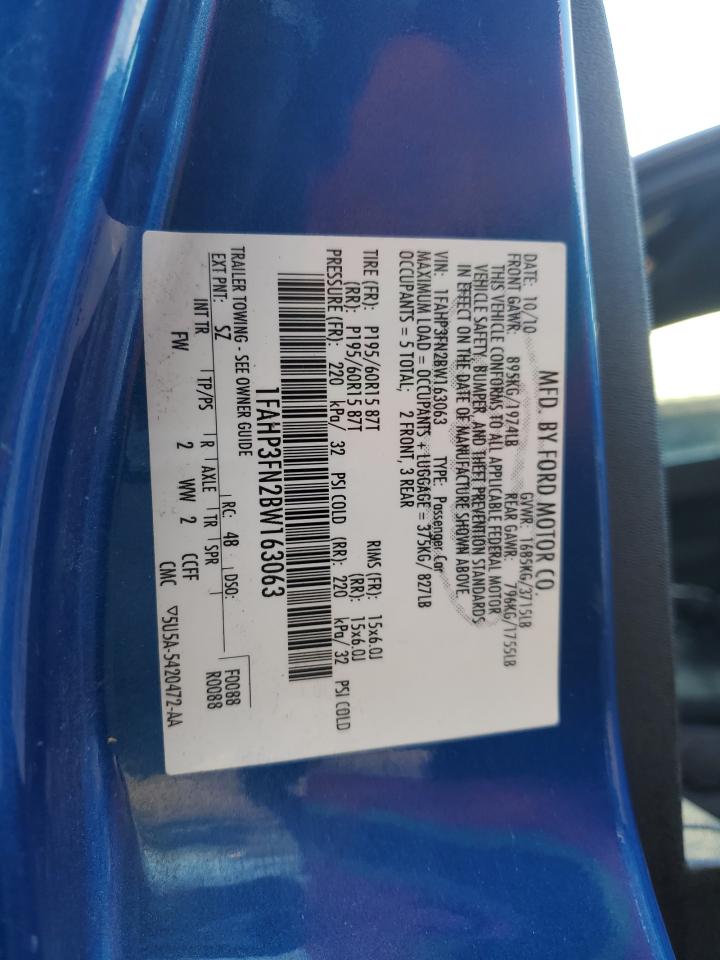 MFD. BY FORD MOTOR CO.
DATE: 10/10 GVWR: 1685KG/3715LB
FRONT GAWR: 895KG/1974LB REAR GAWR: 796KG/1755LB
THIS VEHICLE CONFORMS TO ALL APPLICABLE FEDERAL MOTOR
VEHICLE SAFETY, BUMPER, AND THEFT PREVENTION STANDARDS
IN EFFECT ON THE DATE OF MANUFACTURE SHOWN ABOVE.
VIN: 1FAHP3FN2BW163063 TYPE: Passenger Car
MAXIMUM LOAD = OCCUPANTS + LUGGAGE = 375KG/ 827LB
OCCUPANTS = 5 TOTAL; 2 FRONT, 3 REAR
TIRE (FR): P195/60R15 87T RIMS (FR): 15x6.0J
(RR): P195/60R15 87T (RR): 15x6.0J
PRESSURE (FR): 220 kPa/ 32 PSI COLD (RR): 220 kPa/ 32 PSI COLD
1FAHP3FN2BW163063
TRAILER TOWING - SEE OWNER GUIDE
EXT PNT: SZ RC: 48 DSO: F0088
R0088
INT TR TP/PS R AXLE TR SPR
FW 2 WW 2 CCFF
CMC ▽5U5A-5420472-AA